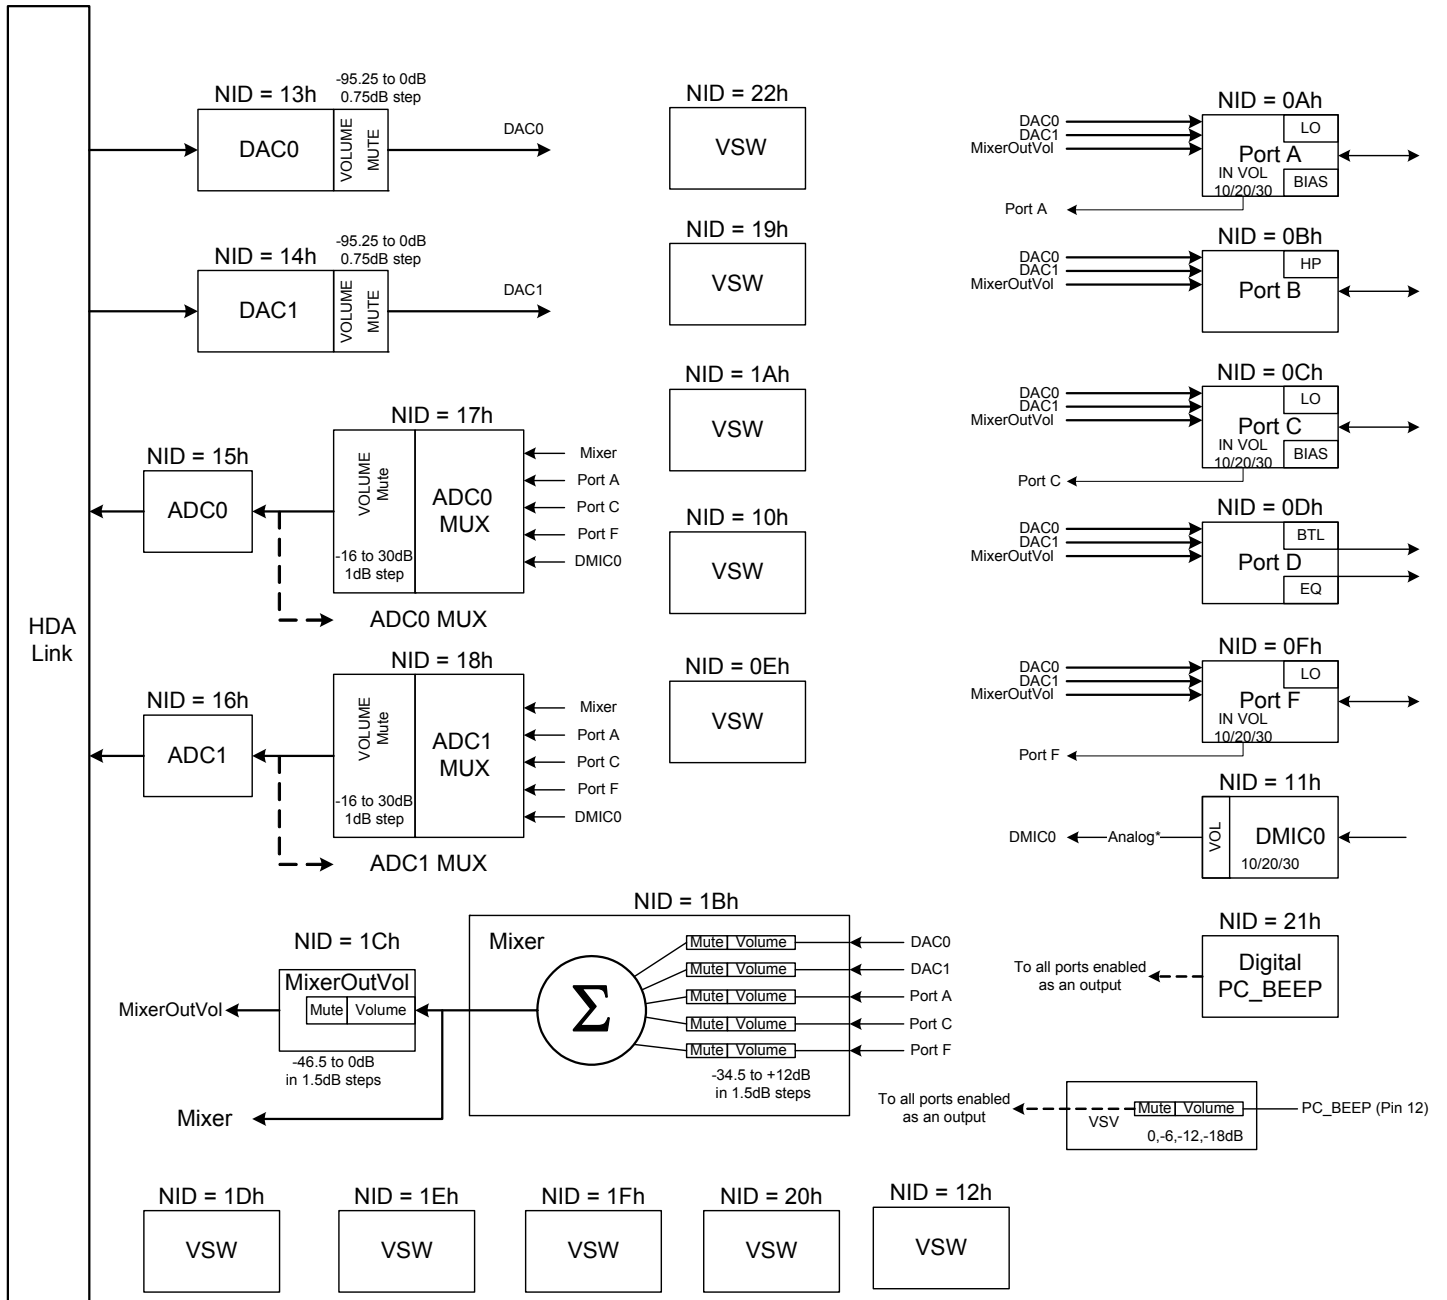 HDA
Link
NID = 13h
-95.25 to 0dB
0.75dB step
DAC0
VOLUME
MUTE
DAC0
NID = 14h
-95.25 to 0dB
0.75dB step
DAC1
VOLUME
MUTE
DAC1
NID = 17h
VOLUME
Mute
-16 to 30dB
1dB step
ADC0
MUX
Mixer
Port A
Port C
Port F
DMIC0
NID = 15h
ADC0
ADC0 MUX
NID = 18h
VOLUME
Mute
-16 to 30dB
1dB step
ADC1
MUX
Mixer
Port A
Port C
Port F
DMIC0
NID = 16h
ADC1
ADC1 MUX
NID = 22h
VSW
NID = 19h
VSW
NID = 1Ah
VSW
NID = 10h
VSW
NID = 0Eh
VSW
NID = 0Ah
DAC0
DAC1
MixerOutVol
LO
Port A
IN VOL
10/20/30
BIAS
Port A
NID = 0Bh
DAC0
DAC1
MixerOutVol
HP
Port B
NID = 0Ch
DAC0
DAC1
MixerOutVol
LO
Port C
IN VOL
10/20/30
BIAS
Port C
NID = 0Dh
DAC0
DAC1
MixerOutVol
BTL
Port D
EQ
NID = 0Fh
DAC0
DAC1
MixerOutVol
LO
Port F
IN VOL
10/20/30
Port F
NID = 11h
DMIC0
Analog*
VOL
DMIC0
10/20/30
NID = 1Bh
Mixer
Σ
Mute Volume
DAC0
Mute Volume
DAC1
Mute Volume
Port A
Mute Volume
Port C
Mute Volume
Port F
-34.5 to +12dB
in 1.5dB steps
NID = 1Ch
MixerOutVol
Mute Volume
MixerOutVol
-46.5 to 0dB
in 1.5dB steps
Mixer
NID = 21h
To all ports enabled
as an output
Digital
PC_BEEP
To all ports enabled
as an output
VSV
Mute Volume
0,-6,-12,-18dB
PC_BEEP (Pin 12)
NID = 1Dh
VSW
NID = 1Eh
VSW
NID = 1Fh
VSW
NID = 20h
VSW
NID = 12h
VSW